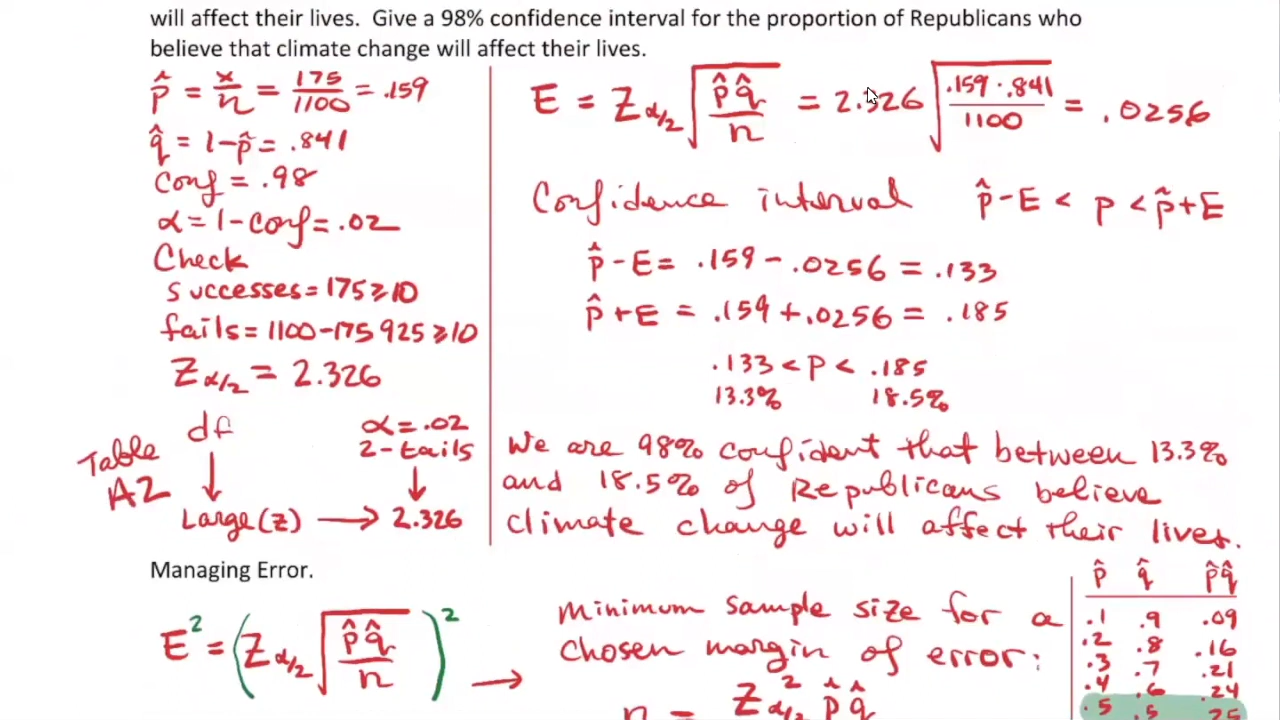 will affect their lives. Give a 98% confidence interval for the proportion of Republicans who
believe that climate change will affect their lives.
p̂ = x/n = 175/1100 = .159
q̂ = 1-p̂ = .841
Conf = .98
α = 1-Conf = .02
Check
successes = 175 ≥ 10
fails = 1100-175 925 ≥ 10
Zα/2 = 2.326
Table
A2
df
α = .02
2-tails
Large(z) → 2.326
E = Zα/2 √(p̂q̂/n) = 2.326 √(.159 · .841/1100) = .0256
Confidence interval p̂-E < p < p̂+E
p̂-E = .159 - .0256 = .133
p̂+E = .159 + .0256 = .185
.133 < p < .185
13.3% 18.5%
We are 98% confident that between 13.3%
and 18.5% of Republicans believe
climate change will affect their lives.
Managing Error.
E² = (Zα/2 √(p̂q̂/n))² →
minimum sample size for a
chosen margin of error:
n = Zα/2² p̂q̂
p̂ q̂ p̂q̂
.1 .9 .09
.2 .8 .16
.3 .7 .21
.4 .6 .24
.5 .5 .25